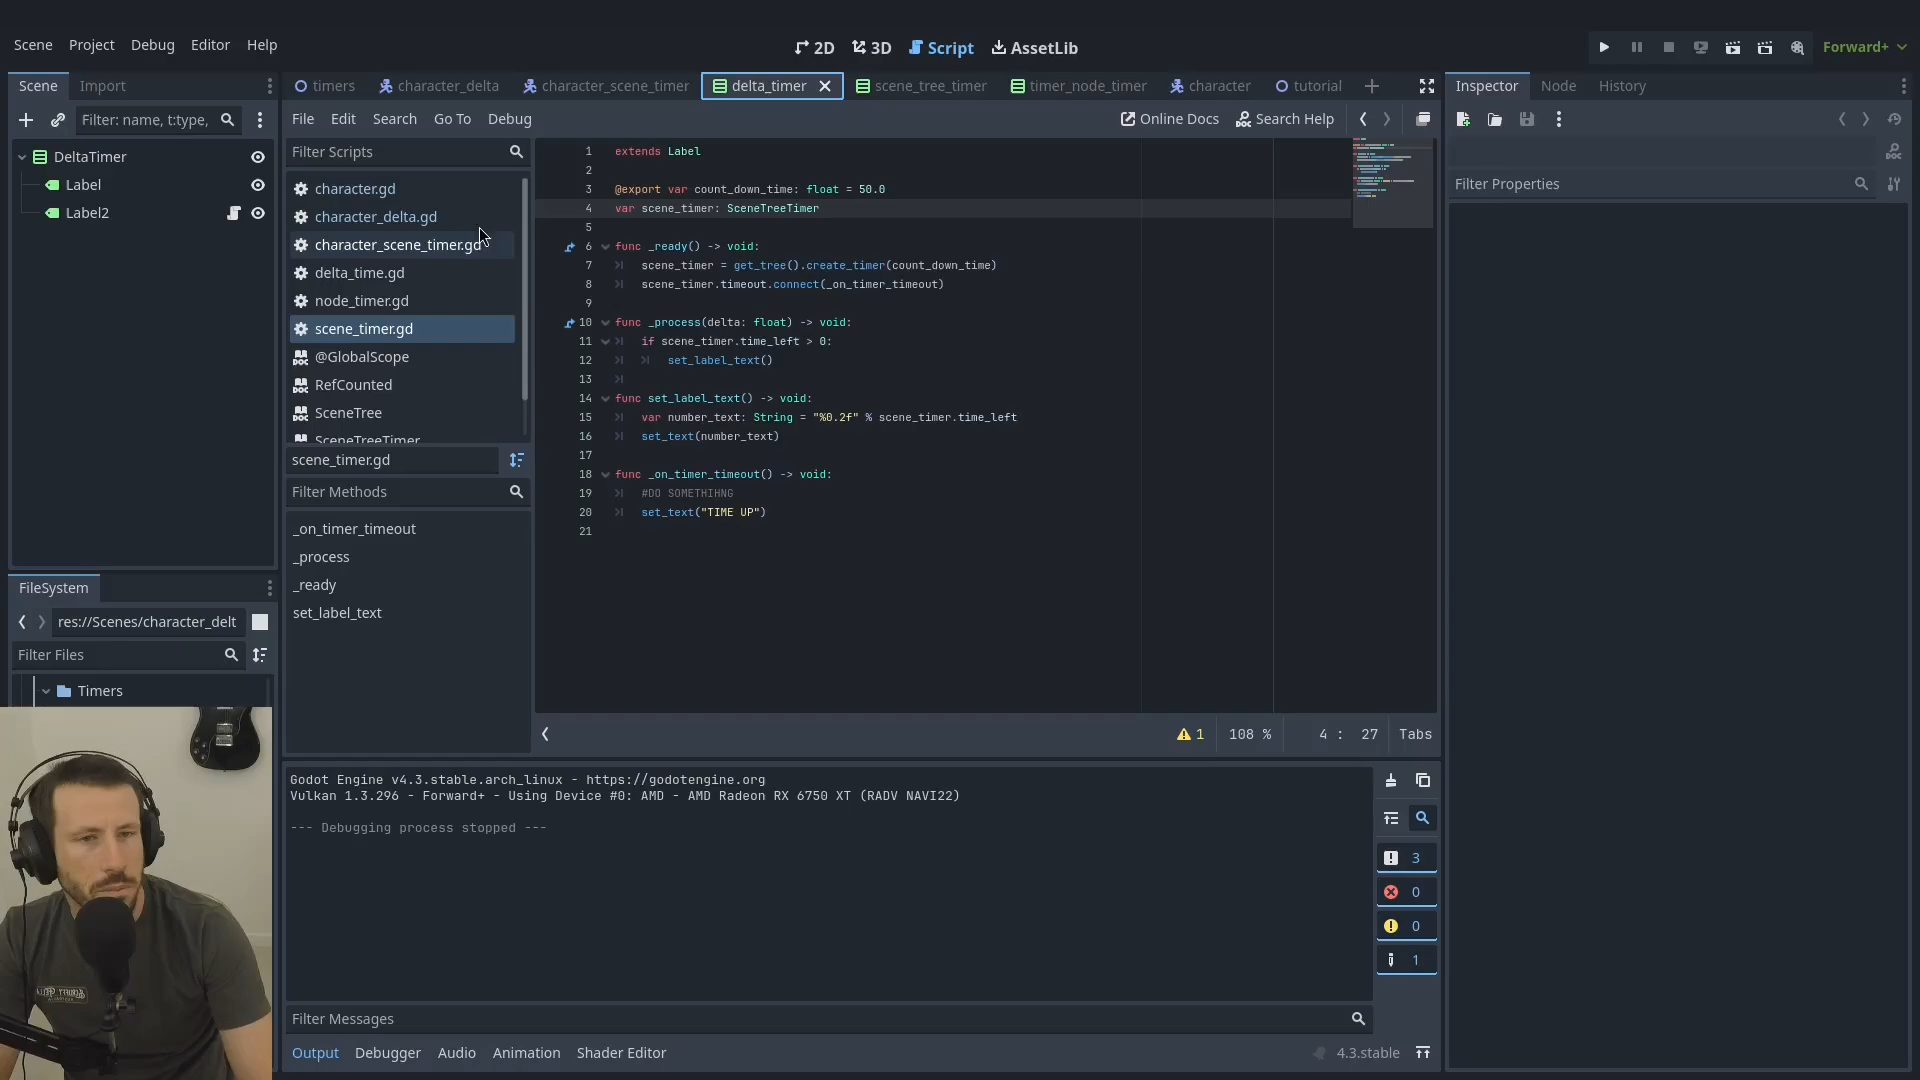 Scene Project Debug Editor Help
2D 3D Script AssetLib
Forward+
Scene Import
Filter: name, t:type,
DeltaTimer
Label
Label2
FileSystem
res://Scenes/character_delt
Filter Files
Timers
timers character_delta character_scene_timer delta_timer scene_tree_timer timer_node_timer character tutorial
File Edit Search Go To Debug
Online Docs Search Help
Filter Scripts
character.gd
character_delta.gd
character_scene_timer.gd
delta_time.gd
node_timer.gd
scene_timer.gd
@GlobalScope
RefCounted
SceneTree
SceneTreeTimer
scene_timer.gd
Filter Methods
_on_timer_timeout
_process
_ready
set_label_text
1 extends Label
2
3 @export var count_down_time: float = 50.0
4 var scene_timer: SceneTreeTimer
5
6 func _ready() -> void:
7 scene_timer = get_tree().create_timer(count_down_time)
8 scene_timer.timeout.connect(_on_timer_timeout)
9
10 func _process(delta: float) -> void:
11 if scene_timer.time_left > 0:
12 set_label_text()
13
14 func set_label_text() -> void:
15 var number_text: String = "%0.2f" % scene_timer.time_left
16 set_text(number_text)
17
18 func _on_timer_timeout() -> void:
19 #DO SOMETHIHNG
20 set_text("TIME UP")
21
1 108 % 4 : 27 Tabs
Godot Engine v4.3.stable.arch_linux - https://godotengine.org
Vulkan 1.3.296 - Forward+ - Using Device #0: AMD - AMD Radeon RX 6750 XT (RADV NAVI22)
--- Debugging process stopped ---
3
0
0
1
Filter Messages
Output Debugger Audio Animation Shader Editor
4.3.stable
Inspector Node History
Filter Properties